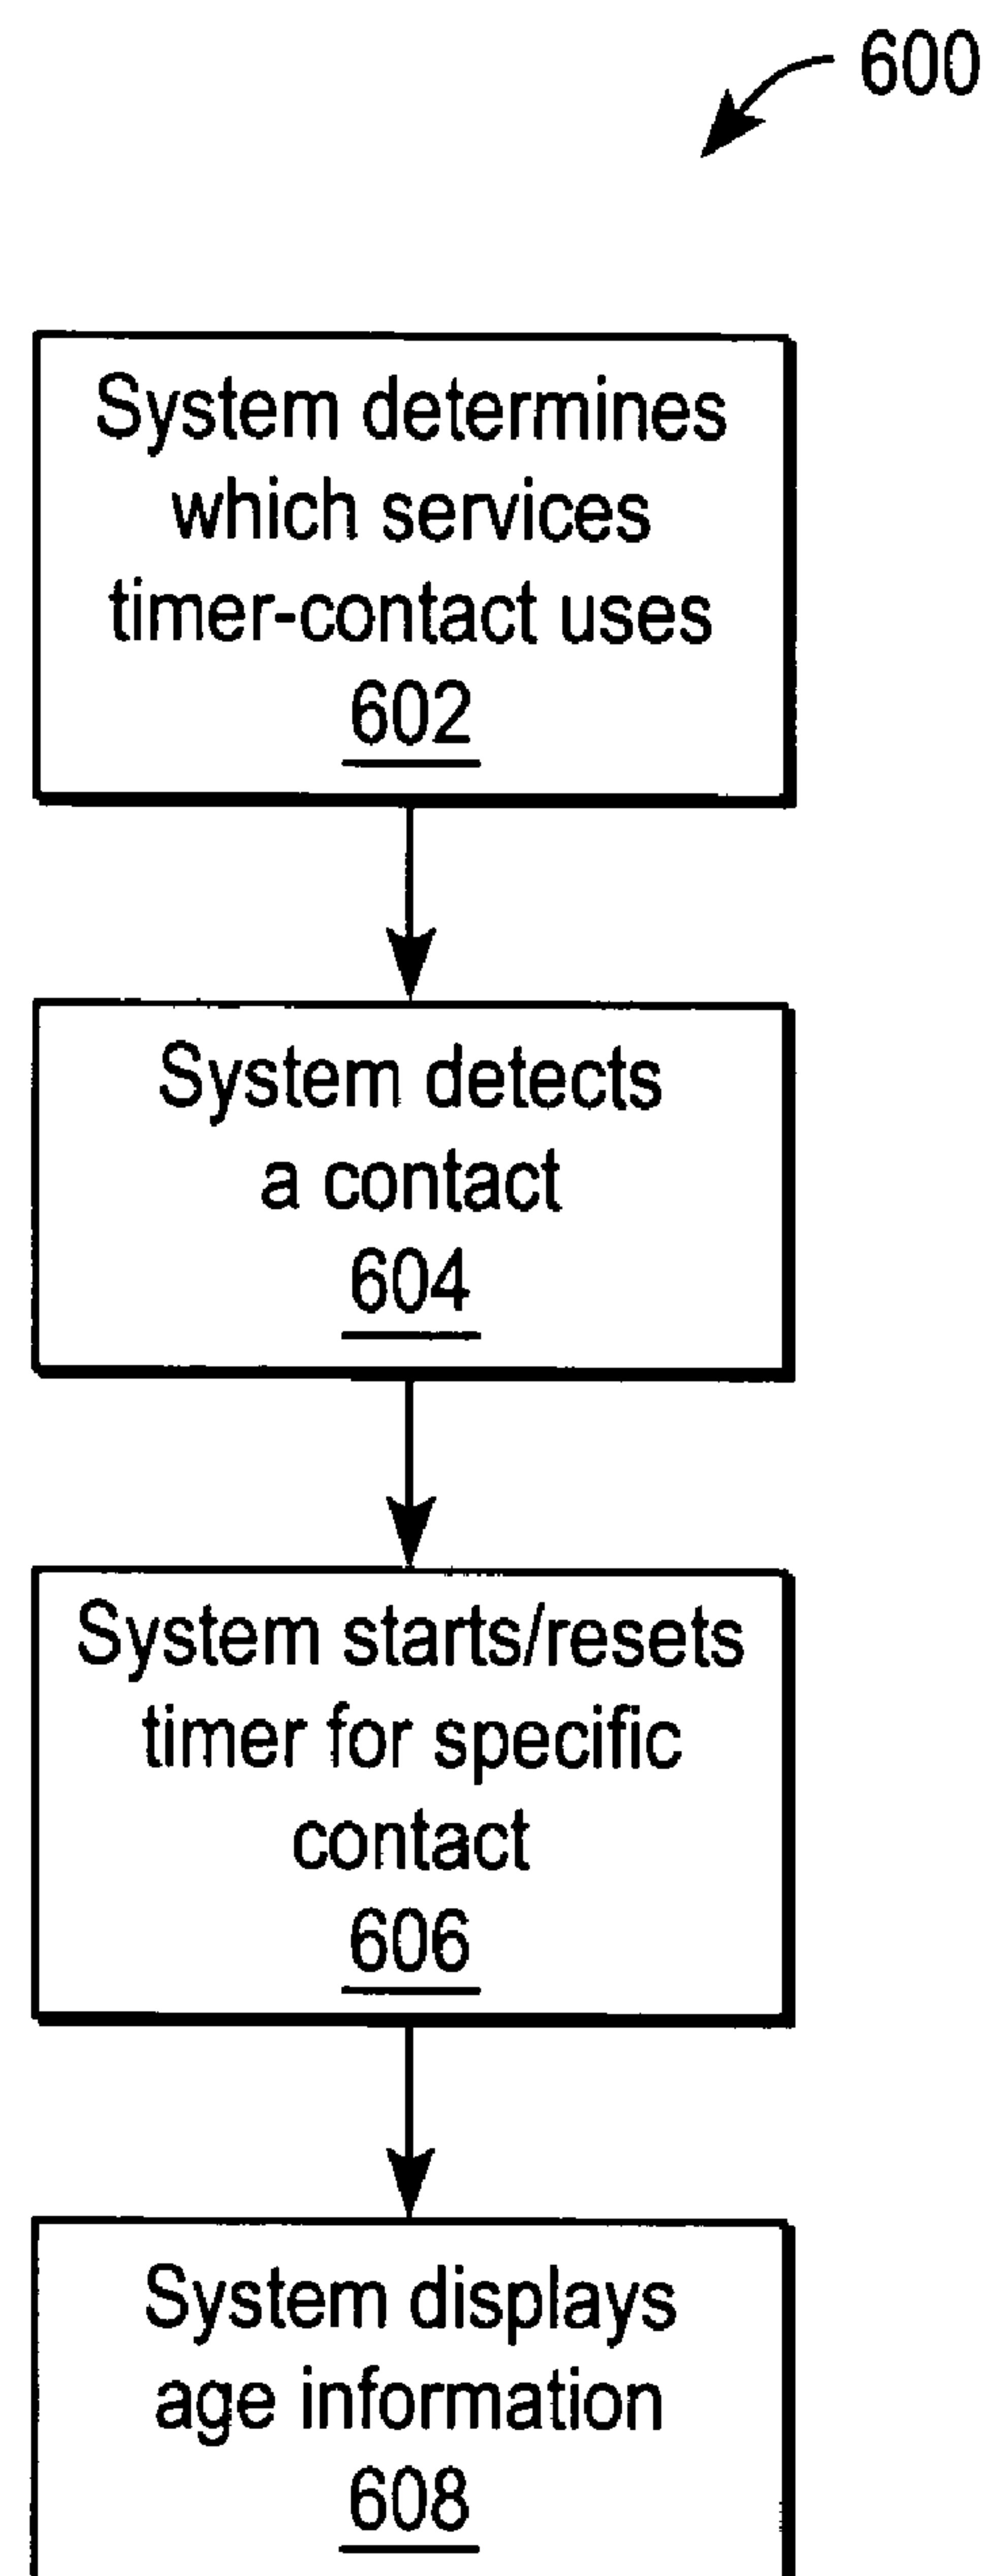 600
System determines
which services
timer-contact uses
602
System detects
a contact
604
System starts/resets
timer for specific
contact
606
System displays
age information
608